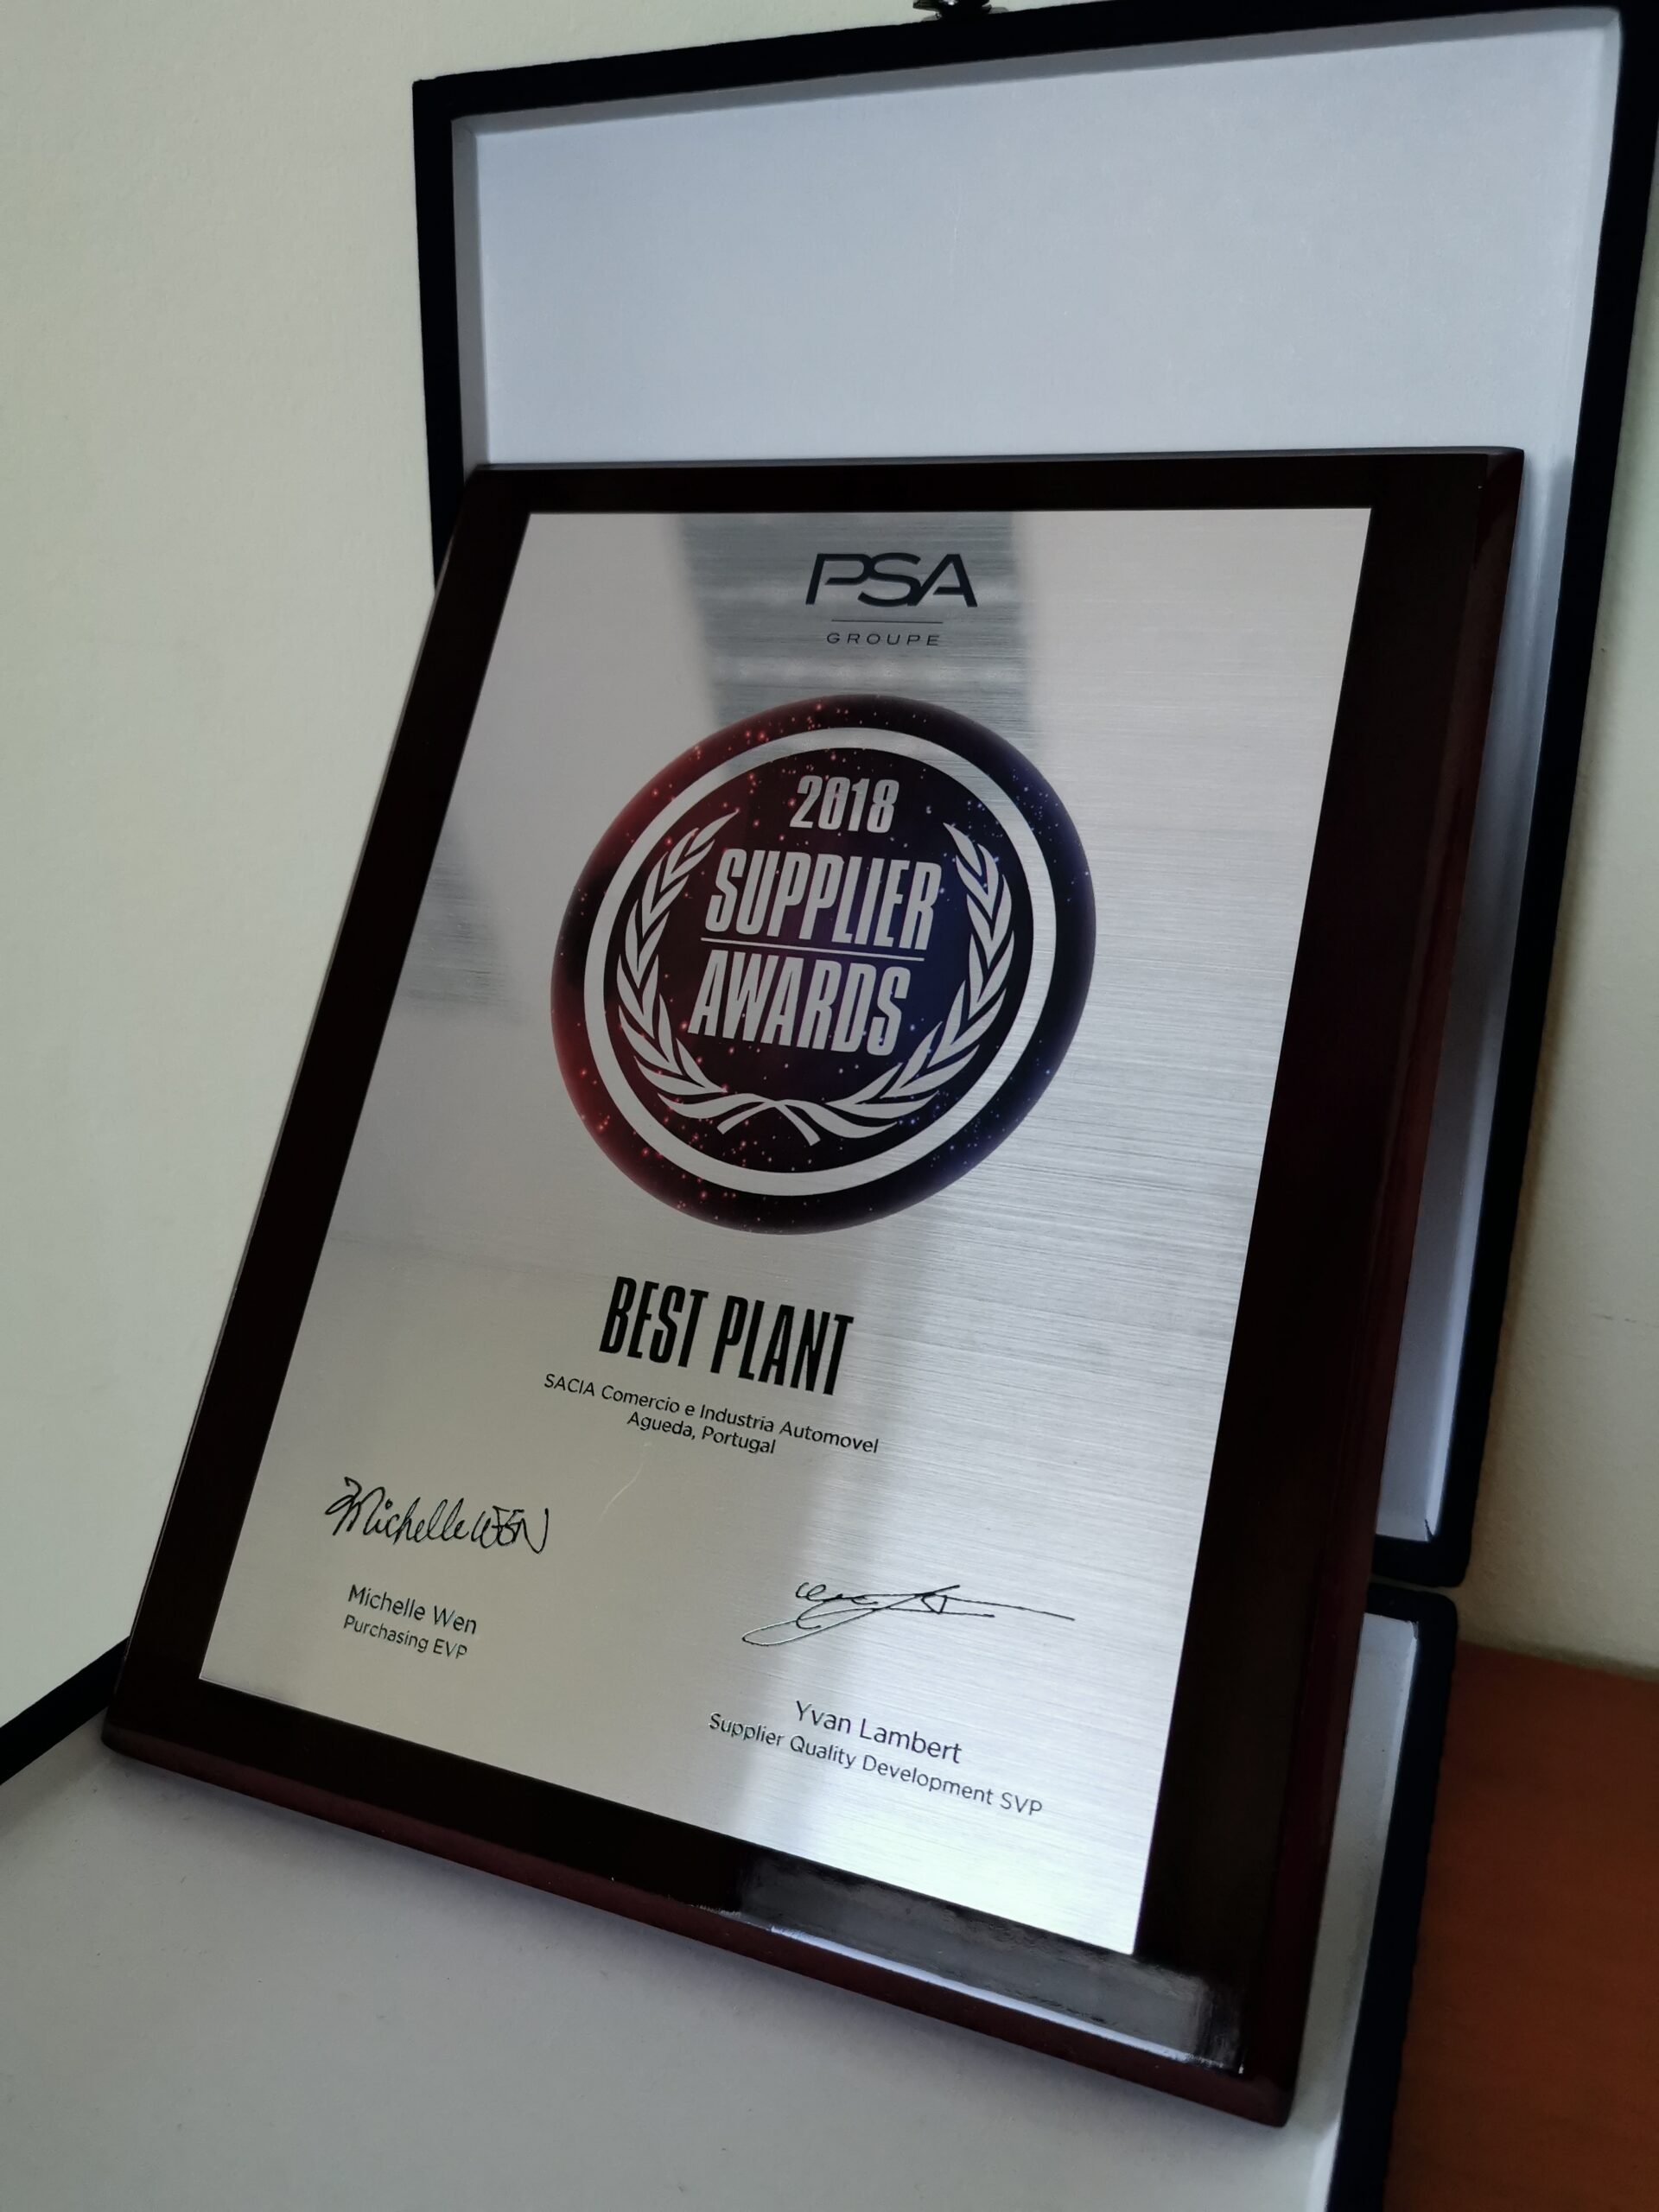 PSA
GROUPE
2018
SUPPLIER
AWARDS
BEST PLANT
SACIA Comercio e Industria Automovel
Agueda, Portugal
Michelle WEN
Michelle Wen
Purchasing EVP
Yvan Lambert
Supplier Quality Development SVP